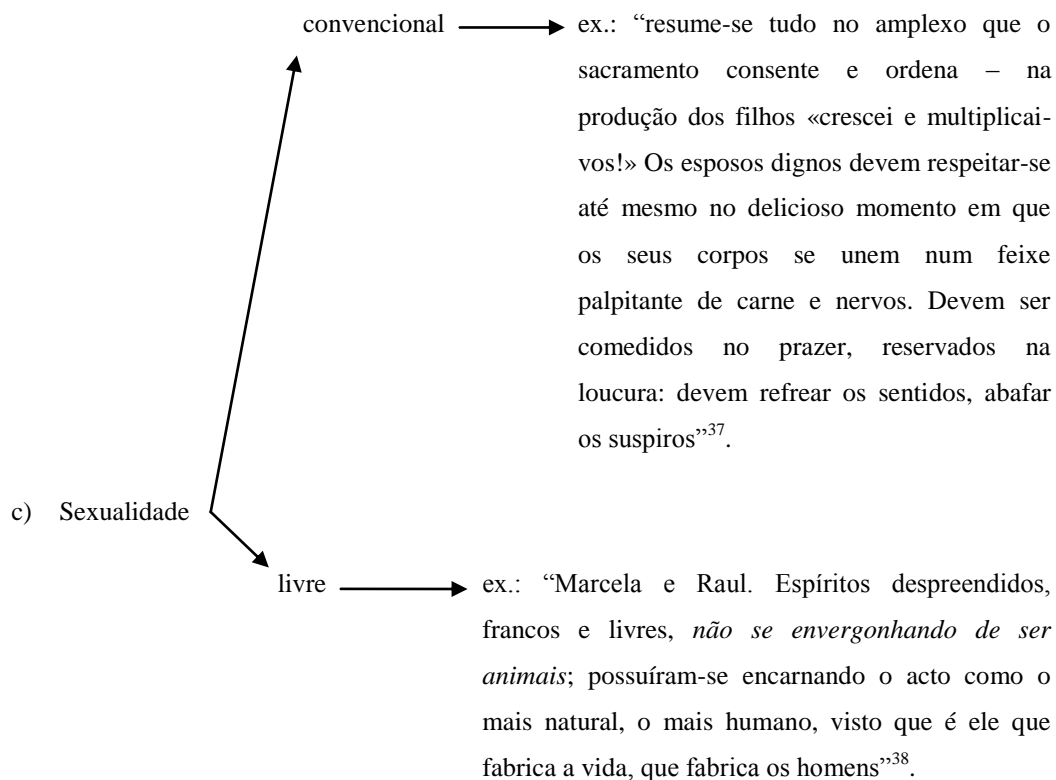 convencional ex.: “resume-se tudo no amplexo que o
sacramento consente e ordena – na
produção dos filhos «crescei e multiplicai-
vos!» Os esposos dignos devem respeitar-se
até mesmo no delicioso momento em que
os seus corpos se unem num feixe
palpitante de carne e nervos. Devem ser
comedidos no prazer, reservados na
loucura: devem refrear os sentidos, abafar
os suspiros”37.
c) Sexualidade
livre ex.: “Marcela e Raul. Espíritos despreendidos,
francos e livres, não se envergonhando de ser
animais; possuíram-se encarnando o acto como o
mais natural, o mais humano, visto que é ele que
fabrica a vida, que fabrica os homens”38.